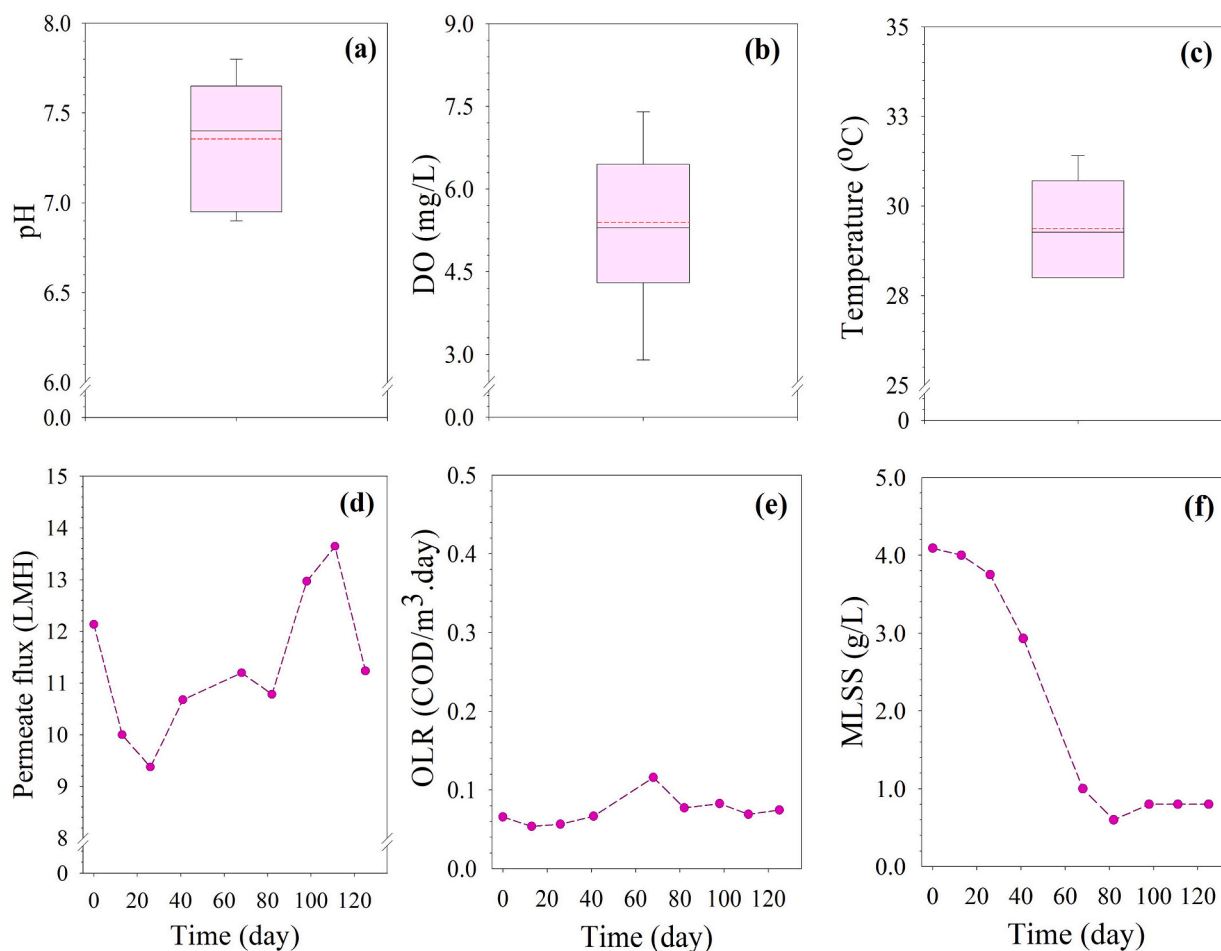 (a)
pH
8.0
7.5
7.0
6.5
6.0
0.0
(b)
DO (mg/L)
9.0
7.5
6.0
4.5
3.0
0.0
(c)
Temperature (°C)
35
33
30
28
25
0
(d)
Permeate flux (LMH)
15
14
13
12
11
10
9
8
0
0 20 40 60 80 100 120
Time (day)
(e)
OLR (COD/m³.day)
0.5
0.4
0.3
0.2
0.1
0.0
0 20 40 60 80 100 120
Time (day)
(f)
MLSS (g/L)
5.0
4.0
3.0
2.0
1.0
0.0
0 20 40 60 80 100 120
Time (day)